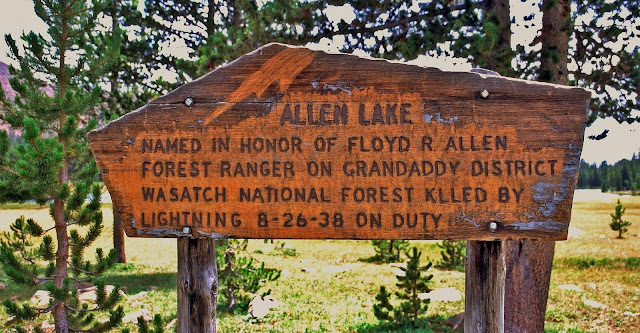 ALLEN LAKE
NAMED IN HONOR OF FLOYD R. ALLEN
FOREST RANGER ON GRANDADDY DISTRICT
WASATCH NATIONAL FOREST KLLED BY
LIGHTNING 8-26-38 ON DUTY